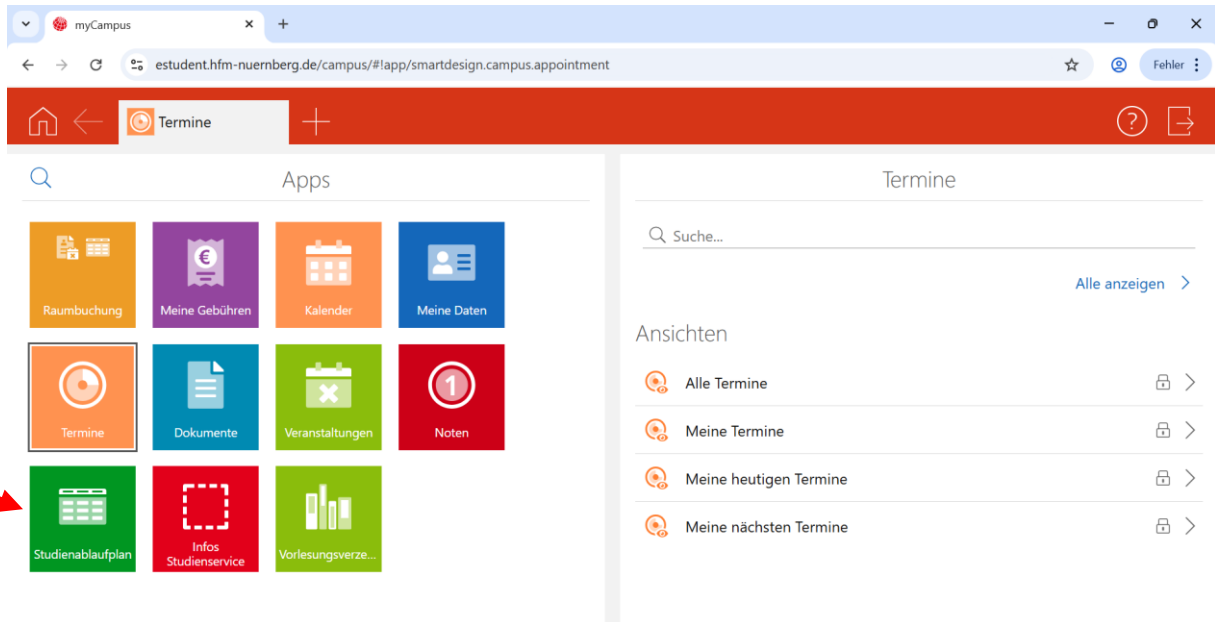 myCampus
estudent.hfm-nuernberg.de/campus/#!app/smartdesign.campus.appointment
Fehler
Termine
?
Apps
Raumbuchung
€
Meine Gebühren
Kalender
Meine Daten
Termine
Dokumente
Veranstaltungen
1
Noten
Studienablaufplan
Infos
Studienservice
Vorlesungsverze...
Termine
Suche...
Alle anzeigen
Ansichten
Alle Termine
Meine Termine
Meine heutigen Termine
Meine nächsten Termine